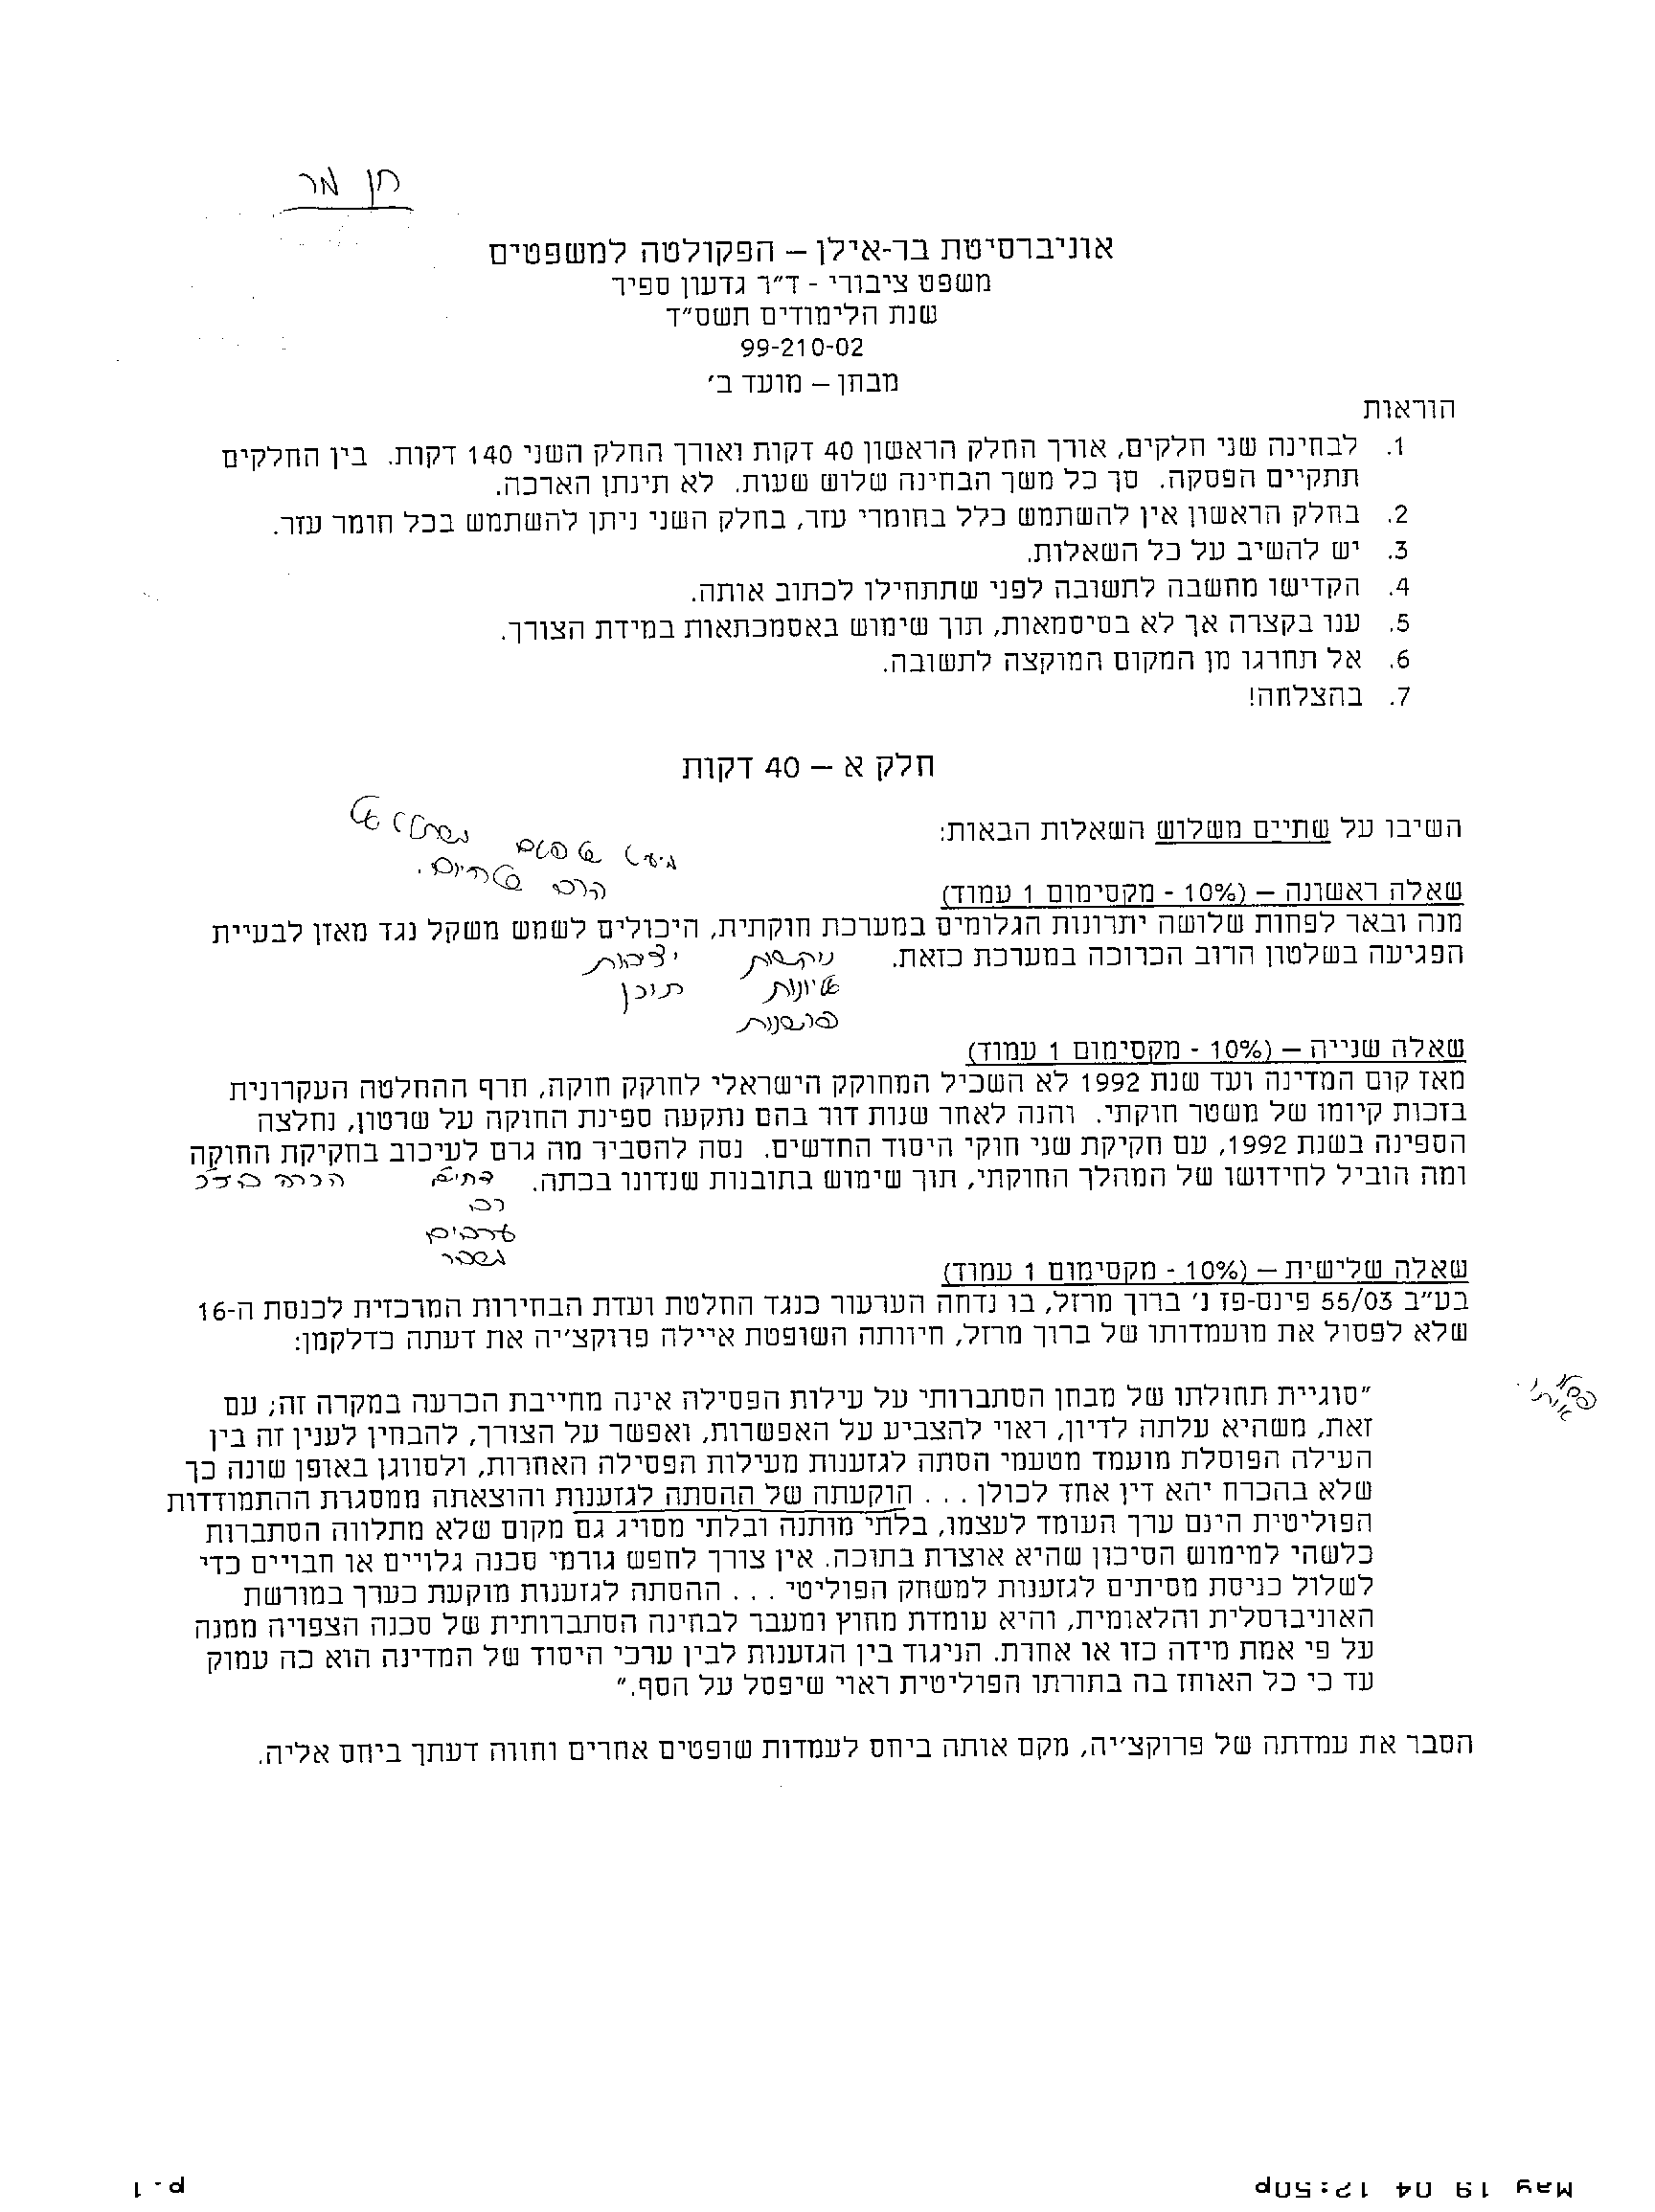 חן מר
אוניברסיטת בר-אילן – הפקולטה למשפטים
משפט ציבורי - ד״ר גדעון ספיר
שנת הלימודים תשס״ד
99-210-02
מבחן – מועד ב׳
הוראות
1. לבחינה שני חלקים, אורך החלק הראשון 40 דקות ואורך החלק השני 140 דקות. בין החלקים
תתקיים הפסקה. סך כל משך הבחינה שלוש שעות. לא תינתן הארכה.
2. בחלק הראשון אין להשתמש כלל בחומרי עזר, בחלק השני ניתן להשתמש בכל חומר עזר.
3. יש להשיב על כל השאלות.
4. הקדישו מחשבה לתשובה לפני שתתחילו לכתוב אותה.
5. ענו בקצרה אך לא בסיסמאות, תוך שימוש באסמכתאות במידת הצורך.
6. אל תחרגו מן המקום המוקצה לתשובה.
7. בהצלחה!
חלק א – 40 דקות
השיבו על שתיים משלוש השאלות הבאות:
שאלה ראשונה – (10% - מקסימום 1 עמוד)
מנה ובאר לפחות שלושה יתרונות הגלומים במערכת חוקתית, היכולים לשמש משקל נגד מאזן לבעיית
הפגיעה בשלטון הרוב הכרוכה במערכת כזאת.
יציבות
תוכן
פרשנות
שאלה שנייה – (10% - מקסימום 1 עמוד)
מאז קום המדינה ועד שנת 1992 לא השכיל המחוקק הישראלי לחוקק חוקה, חרף ההחלטה העקרונית
בזכות קיומו של משטר חוקתי. והנה לאחר שנות דור בהם נתקעה ספינת החוקה על שרטון, נחלצה
הספינה בשנת 1992, עם חקיקת שני חוקי היסוד החדשים. נסה להסביר מה גרם לעיכוב בחקיקת החוקה
ומה הוביל לחידושו של המהלך החוקתי, תוך שימוש בתובנות שנדונו בכתה.
ערבים
משבר
שאלה שלישית – (10% - מקסימום 1 עמוד)
בע״ב 55/03 פינס-פז נ׳ ברוך מרזל, בו נדחה הערעור כנגד החלטת ועדת הבחירות המרכזית לכנסת ה-16
שלא לפסול את מועמדותו של ברוך מרזל, חיוותה השופטת איילה פרוקצ׳יה את דעתה כדלקמן:
״סוגיית תחולתו של מבחן הסתברותי על עילות הפסילה אינה מחייבת הכרעה במקרה זה; עם
זאת, משהיא עלתה לדיון, ראוי להצביע על האפשרות, ואפשר על הצורך, להבחין לענין זה בין
העילה הפוסלת מועמד מטעמי הסתה לגזענות מעילות הפסילה האחרות, ולסווגן באופן שונה כך
שלא בהכרח יהא דין אחד לכולן . . . הוקעתה של ההסתה לגזענות והוצאתה ממסגרת ההתמודדות
הפוליטית הינם ערך העומד לעצמו, בלתי מותנה ובלתי מסויג גם מקום שלא מתלווה הסתברות
כלשהי למימוש הסיכון שהיא אוצרת בתוכה. אין צורך לחפש גורמי סכנה גלויים או חבויים כדי
לשלול כניסת מסיתים לגזענות למשחק הפוליטי . . . ההסתה לגזענות מוקעת כערך במורשת
האוניברסלית והלאומית, והיא עומדת מחוץ ומעבר לבחינה הסתברותית של סכנה הצפויה ממנה
על פי אמת מידה כזו או אחרת. הניגוד בין הגזענות לבין ערכי היסוד של המדינה הוא כה עמוק
עד כי כל האוחז בה בתורתו הפוליטית ראוי שיפסל על הסף.״
הסבר את עמדתה של פרוקצ׳יה, מקם אותה ביחס לעמדות שופטים אחרים וחווה דעתך ביחס אליה.
May 19 04 12:50p
p.1